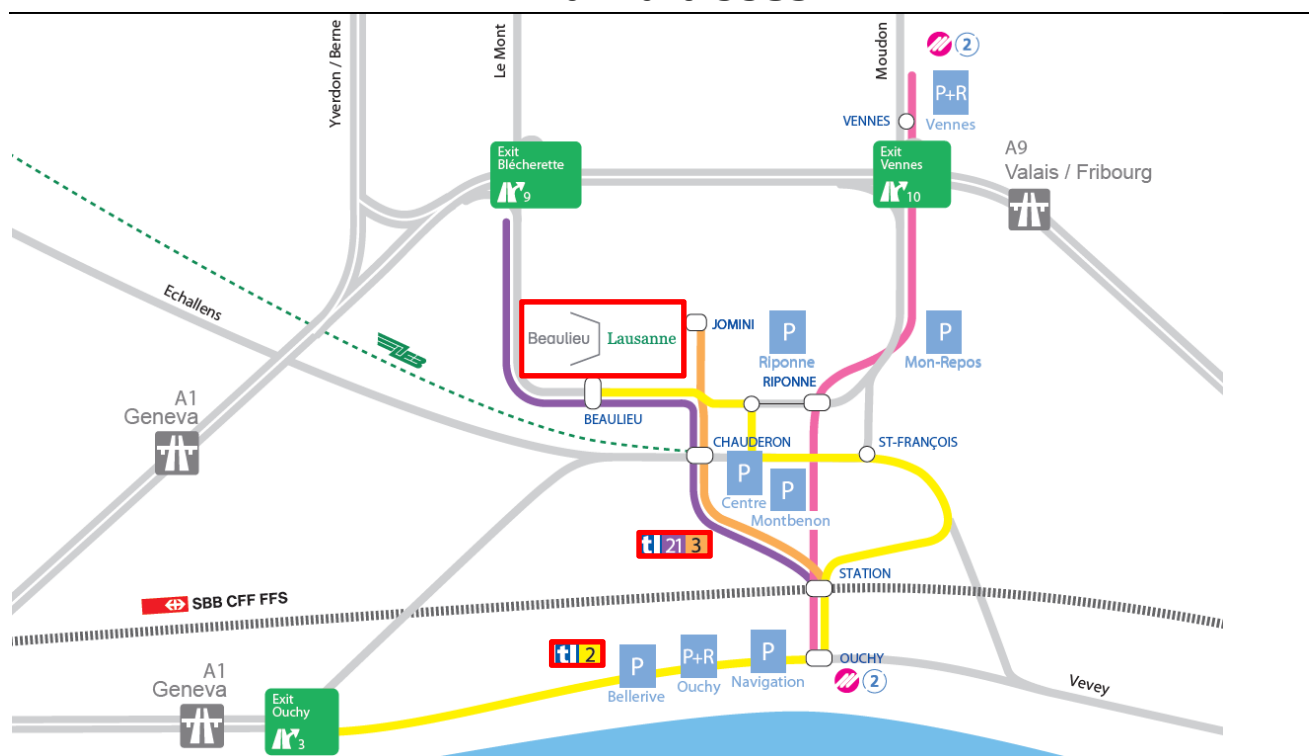 Yverdon / Berne
Le Mont
Moudon
2
P+R
Vennes
VENNES
Exit
Blécherette
9
Exit
Vennes
10
A9
Valais / Fribourg
Echallens
LEB
Beaulieu
Lausanne
JOMINI
P
Riponne
RIPONNE
P
Mon-Repos
A1
Geneva
BEAULIEU
CHAUDERON
ST-FRANÇOIS
P
Centre
P
Montbenon
tl 21 3
STATION
SBB CFF FFS
tl 2
P
Bellerive
P+R
Ouchy
P
Navigation
OUCHY
2
A1
Geneva
Exit
Ouchy
3
Vevey